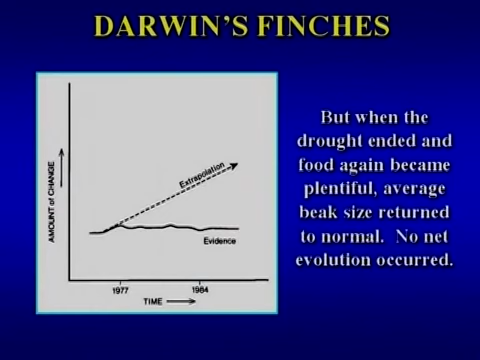 DARWIN'S FINCHES
AMOUNT of CHANGE
Extrapolation
Evidence
1977
1984
TIME
But when the
drought ended and
food again became
plentiful, average
beak size returned
to normal. No net
evolution occurred.